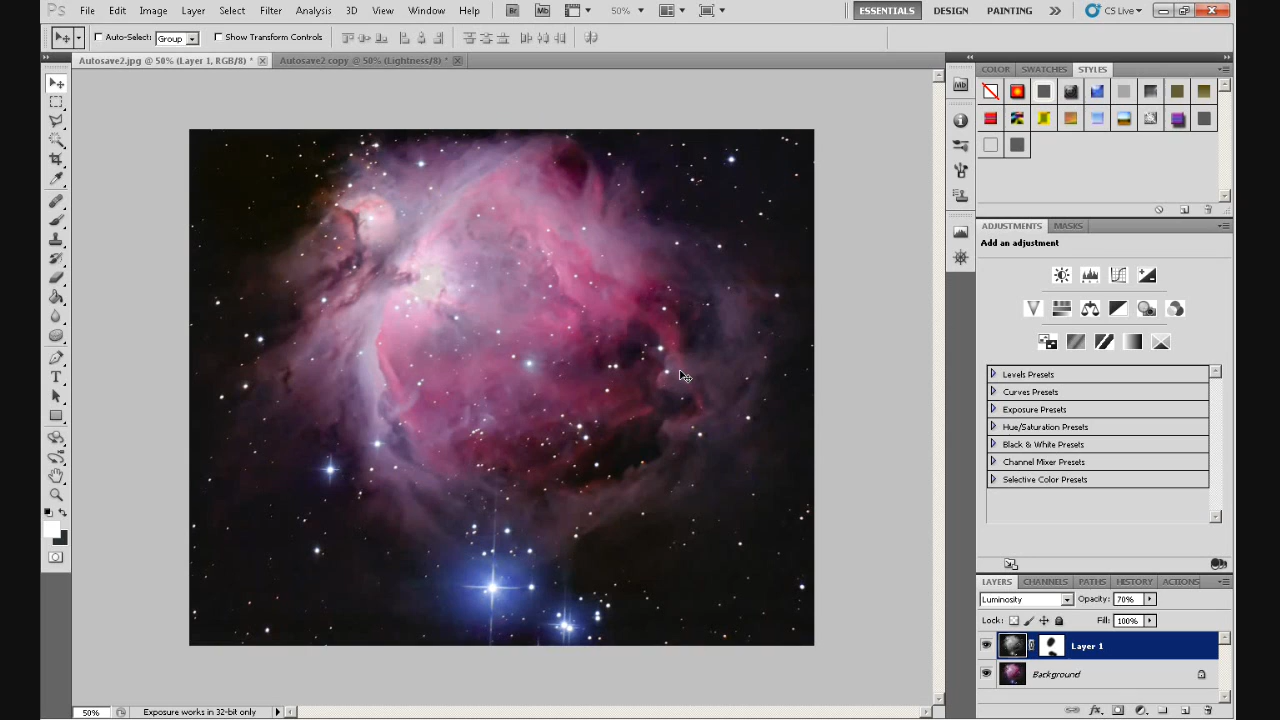 Ps File Edit Image Layer Select Filter Analysis 3D View Window Help Br Mb 50% ESSENTIALS DESIGN PAINTING CS Live
Auto-Select: Group Show Transform Controls
Autosave2.jpg @ 50% (Layer 1, RGB/8) * Autosave2 copy @ 50% (Lightness/8) *
COLOR SWATCHES STYLES
Mb
ADJUSTMENTS MASKS
Add an adjustment
Levels Presets
Curves Presets
Exposure Presets
Hue/Saturation Presets
Black & White Presets
Channel Mixer Presets
Selective Color Presets
LAYERS CHANNELS PATHS HISTORY ACTIONS
Luminosity Opacity: 70%
Lock: Fill: 100%
Layer 1
Background
50% Exposure works in 32-bit only